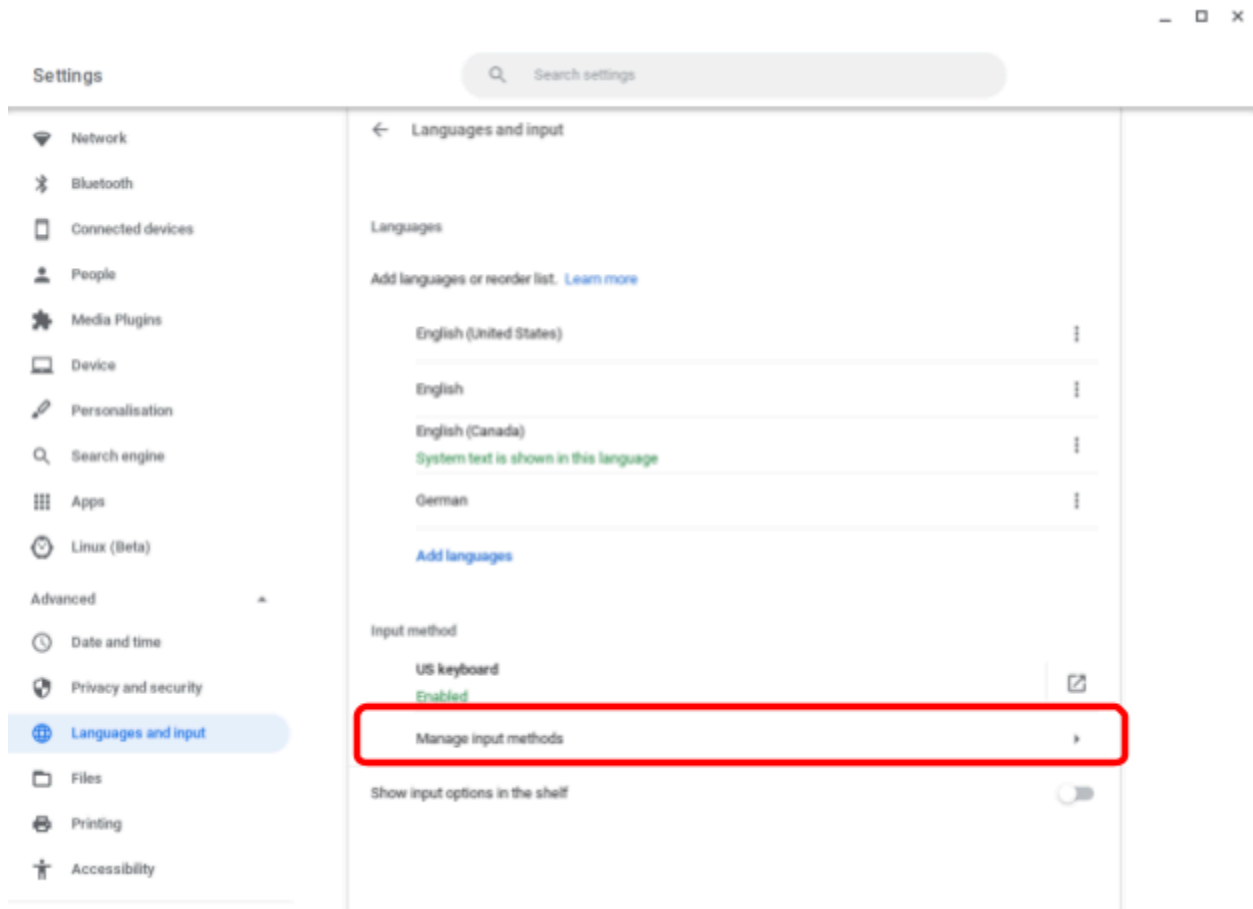 Settings
Search settings
Network
Bluetooth
Connected devices
People
Media Plugins
Device
Personalisation
Search engine
Apps
Linux (Beta)
Advanced
Date and time
Privacy and security
Languages and input
Files
Printing
Accessibility
Languages and input
Languages
Add languages or reorder list. Learn more
English (United States)
English
English (Canada)
System text is shown in this language
German
Add languages
Input method
US keyboard
Enabled
Manage input methods
Show input options in the shelf